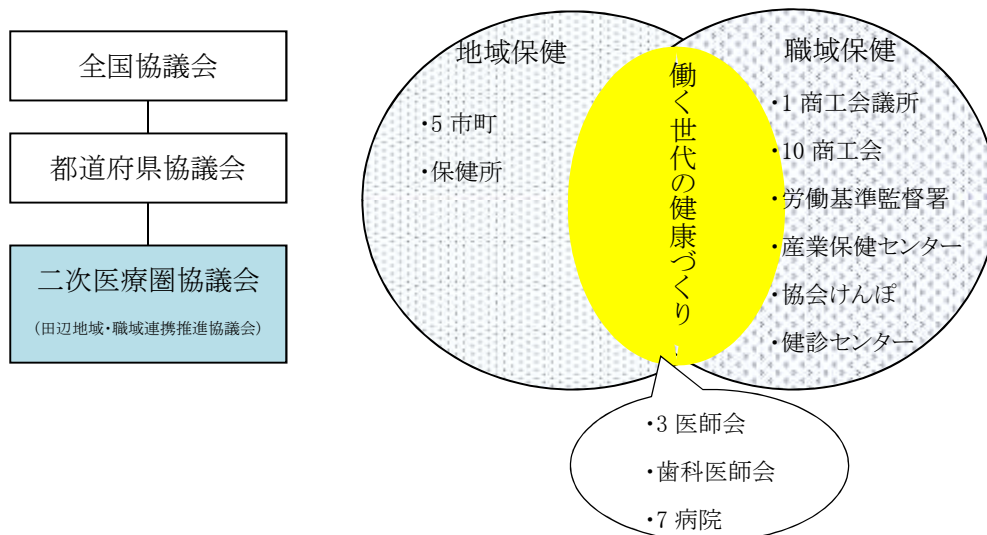 全国協議会
都道府県協議会
二次医療圏協議会
(田辺地域・職域連携推進協議会)
地域保健
・5 市町
・保健所
働く世代の健康づくり
職域保健
・1 商工会議所
・10 商工会
・労働基準監督署
・産業保健センター
・協会けんぽ
・健診センター
・3 医師会
・歯科医師会
・7 病院